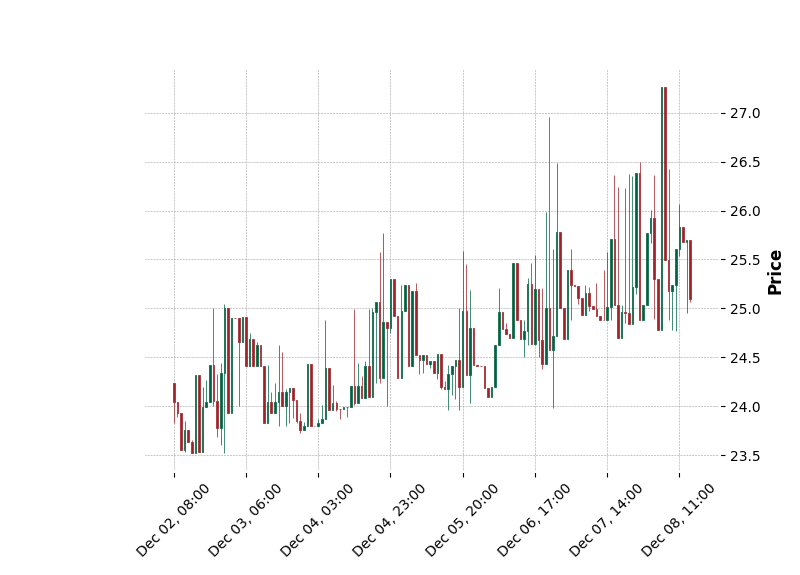 27.0
26.5
26.0
25.5
25.0
24.5
24.0
23.5
Price
Dec 02, 08:00
Dec 03, 06:00
Dec 04, 03:00
Dec 04, 23:00
Dec 05, 20:00
Dec 06, 17:00
Dec 07, 14:00
Dec 08, 11:00